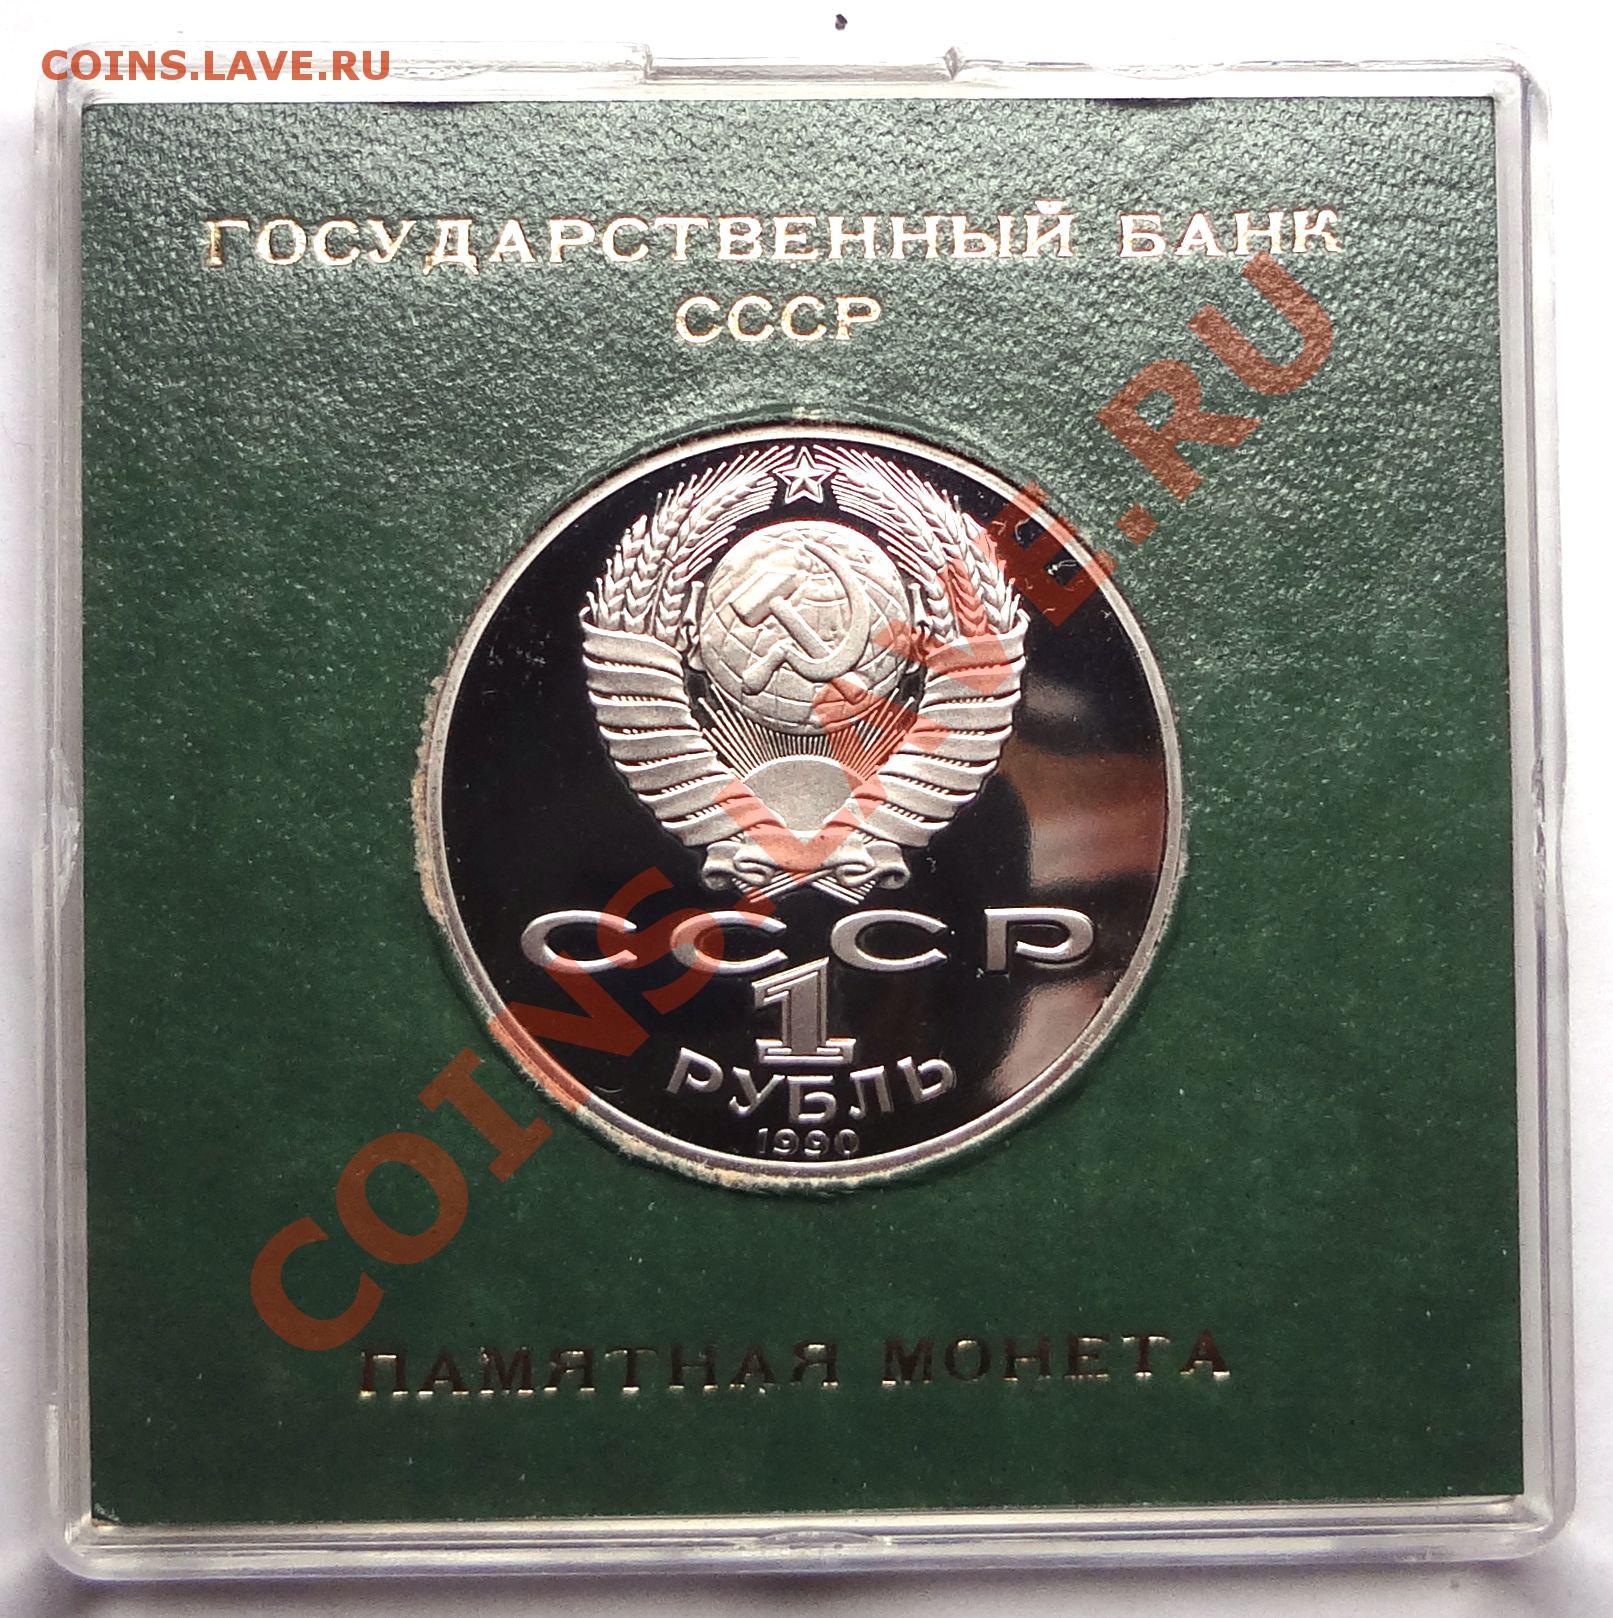 COINS.LAVE.RU
ГОСУДАРСТВЕННЫЙ БАНК
СССР
СССР
1
РУБЛЬ
1990
ПАМЯТНАЯ МОНЕТА
COINS.LAVE.RU